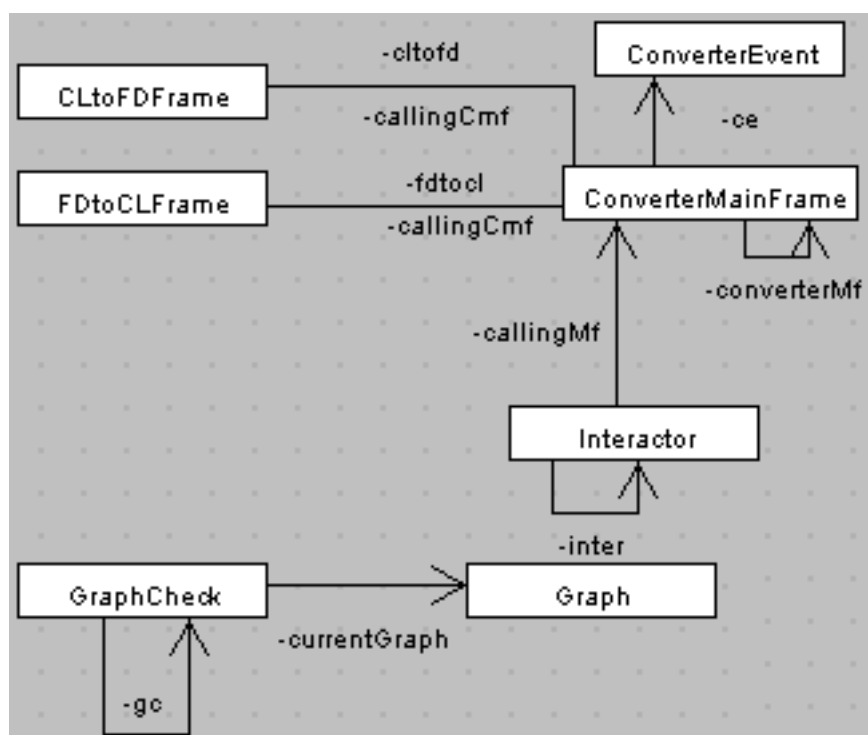 -cltofd
ConverterEvent
CLtoFDFrame
-callingCmf
-ce
-fdtocl
FDtoCLFrame
ConverterMainFrame
-callingCmf
-converterMf
-callingMf
Interactor
-inter
GraphCheck
Graph
-currentGraph
-gc